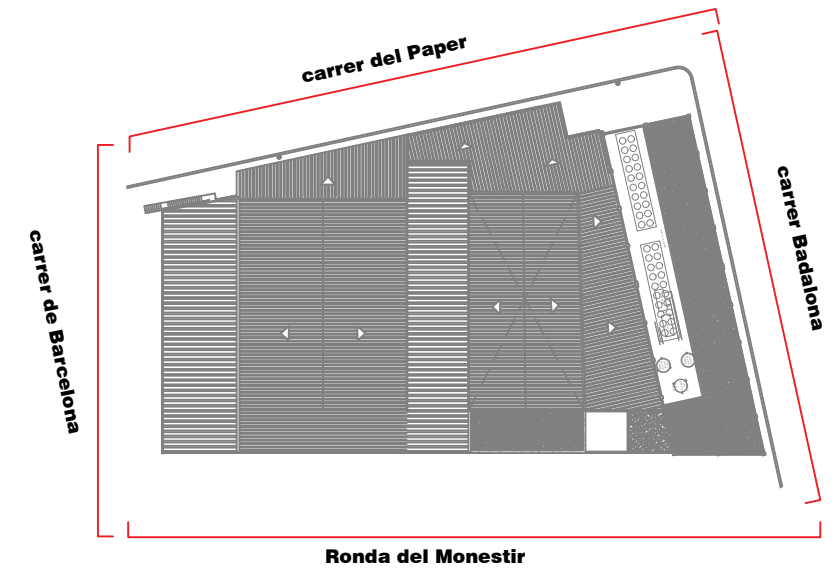 carrer del Paper
carrer de Barcelona
carrer Badalona
Ronda del Monestir